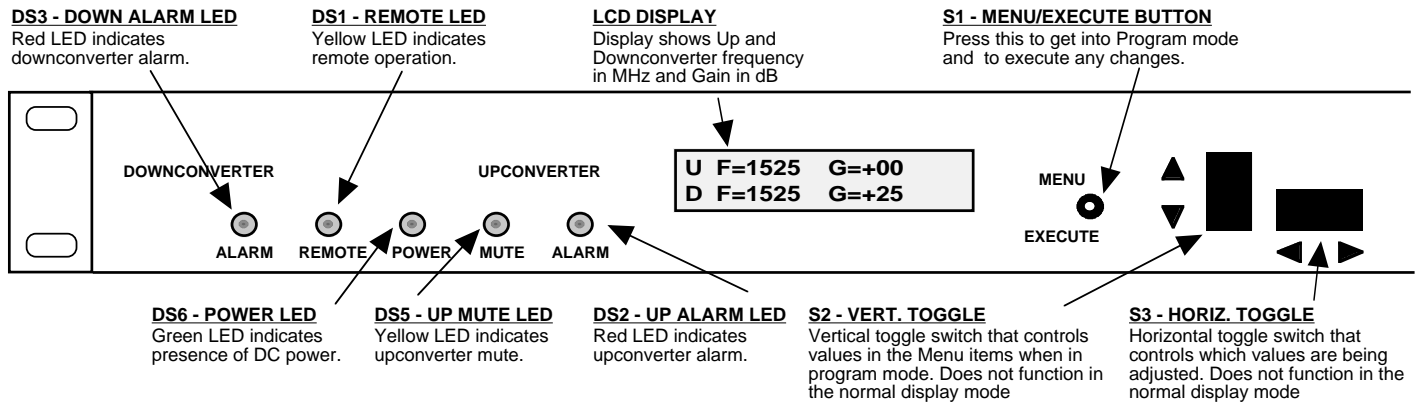 DS3 - DOWN ALARM LED
Red LED indicates
downconverter alarm.
DS1 - REMOTE LED
Yellow LED indicates
remote operation.
LCD DISPLAY
Display shows Up and
Downconverter frequency
in MHz and Gain in dB
S1 - MENU/EXECUTE BUTTON
Press this to get into Program mode
and to execute any changes.
DOWNCONVERTER
UPCONVERTER
U F=1525 G=+00
D F=1525 G=+25
MENU
EXECUTE
ALARM REMOTE POWER MUTE ALARM
DS6 - POWER LED
Green LED indicates
presence of DC power.
DS5 - UP MUTE LED
Yellow LED indicates
upconverter mute.
DS2 - UP ALARM LED
Red LED indicates
upconverter alarm.
S2 - VERT. TOGGLE
Vertical toggle switch that controls
values in the Menu items when in
program mode. Does not function in
the normal display mode
S3 - HORIZ. TOGGLE
Horizontal toggle switch that
controls which values are being
adjusted. Does not function in the
normal display mode